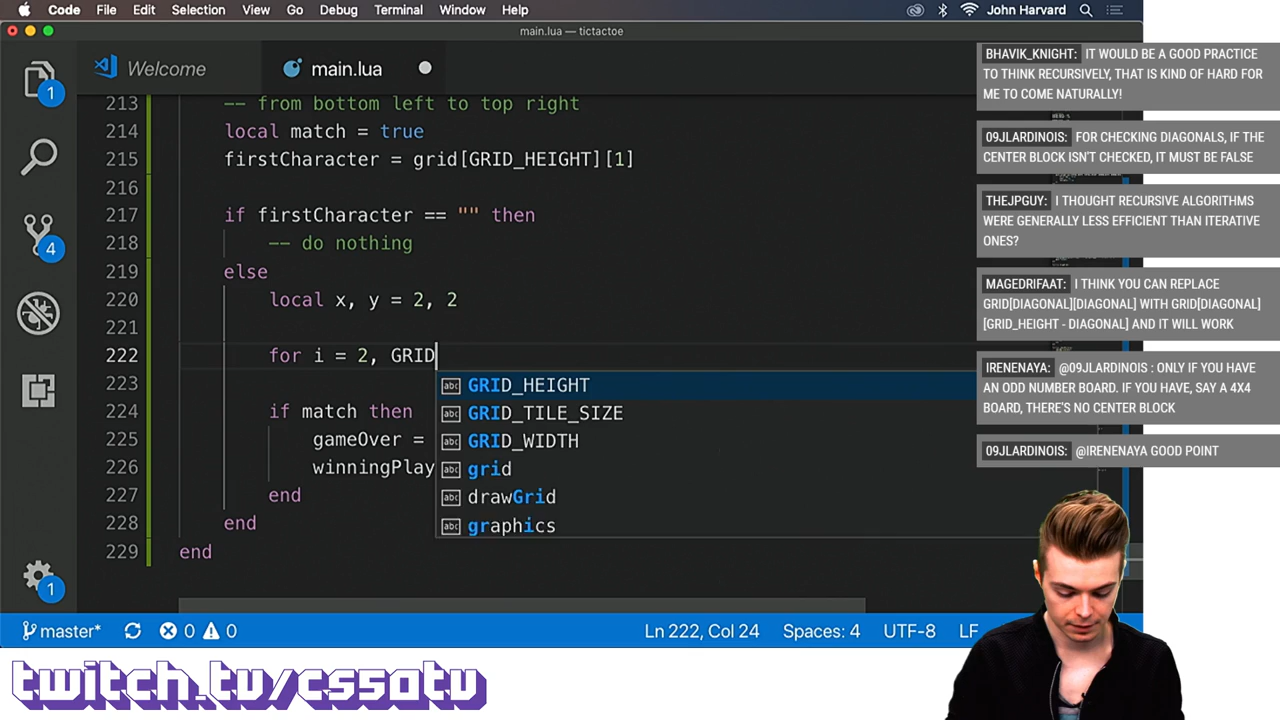 Code File Edit Selection View Go Debug Terminal Window Help John Harvard
main.lua — tictactoe
Welcome main.lua
213 -- from bottom left to top right
214 local match = true
215 firstCharacter = grid[GRID_HEIGHT][1]
216
217 if firstCharacter == "" then
218 -- do nothing
219 else
220 local x, y = 2, 2
221
222 for i = 2, GRID
223 GRID_HEIGHT
224 if match then GRID_TILE_SIZE
225 gameOver = GRID_WIDTH
226 winningPlay grid
227 end drawGrid
228 end graphics
229 end
1
4
1
master* 0 0 Ln 222, Col 24 Spaces: 4 UTF-8 LF
BHAVIK_KNIGHT: IT WOULD BE A GOOD PRACTICE
TO THINK RECURSIVELY, THAT IS KIND OF HARD FOR
ME TO COME NATURALLY!
09JLARDINOIS: FOR CHECKING DIAGONALS, IF THE
CENTER BLOCK ISN'T CHECKED, IT MUST BE FALSE
THEJPGUY: I THOUGHT RECURSIVE ALGORITHMS
WERE GENERALLY LESS EFFICIENT THAN ITERATIVE
ONES?
MAGEDRIFAAT: I THINK YOU CAN REPLACE
GRID[DIAGONAL][DIAGONAL] WITH GRID[DIAGONAL]
[GRID_HEIGHT - DIAGONAL] AND IT WILL WORK
IRENENAYA: @09JLARDINOIS : ONLY IF YOU HAVE
AN ODD NUMBER BOARD. IF YOU HAVE, SAY A 4X4
BOARD, THERE'S NO CENTER BLOCK
09JLARDINOIS: @IRENENAYA GOOD POINT
twitch.tv/cs50tv